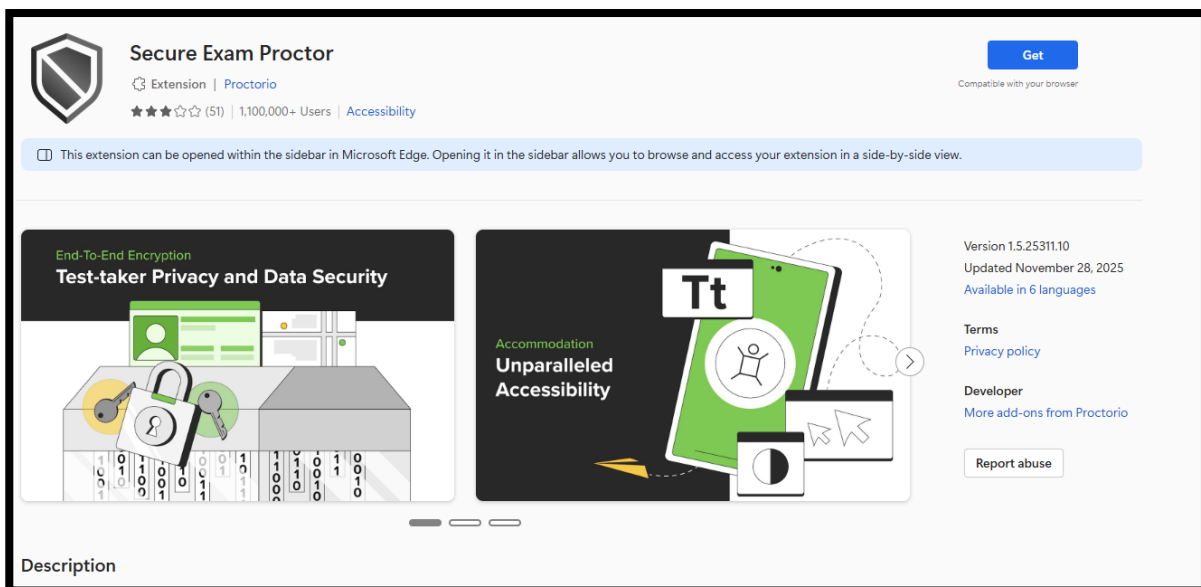 Secure Exam Proctor
Extension | Proctorio
(51) | 1,100,000+ Users | Accessibility
Get
Compatible with your browser
This extension can be opened within the sidebar in Microsoft Edge. Opening it in the sidebar allows you to browse and access your extension in a side-by-side view.
End-To-End Encryption
Test-taker Privacy and Data Security
Tt
Accommodation
Unparalleled
Accessibility
Version 1.5.25311.10
Updated November 28, 2025
Available in 6 languages
Terms
Privacy policy
Developer
More add-ons from Proctorio
Report abuse
Description